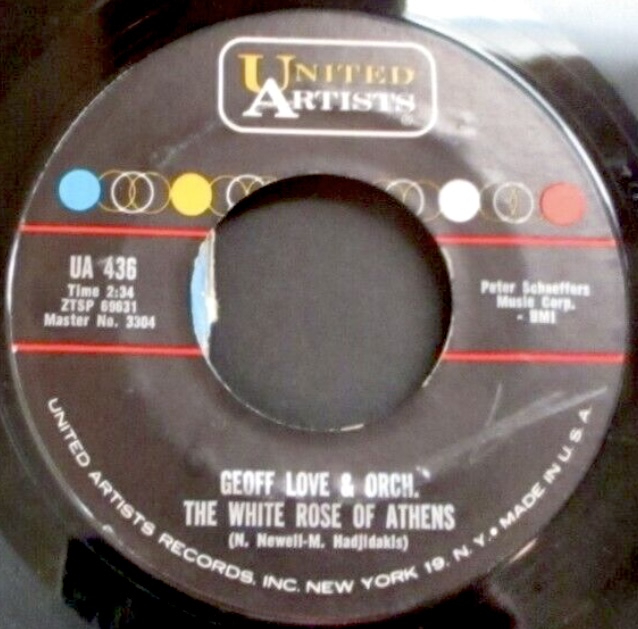 UNITED
ARTISTS
UA 436
Time 2:34
ZTSP 69631
Master No. 3304
Peter Schaeffers
Music Corp.
- BMI
GEOFF LOVE & ORCH.
THE WHITE ROSE OF ATHENS
(N. Newell-M. Hadjidakis)
UNITED ARTISTS RECORDS, INC. NEW YORK 19, N.Y. • MADE IN U.S.A.